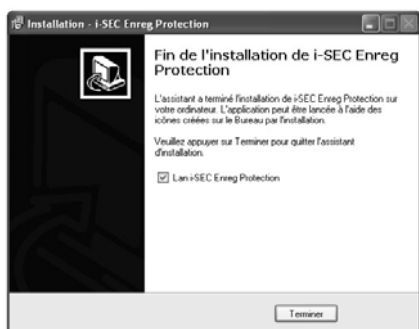 Installation - i-SEC Enreg Protection
Fin de l'installation de i-SEC Enreg
Protection
L'assistant a terminé l'installation de i-SEC Enreg Protection sur
votre ordinateur. L'application peut être lancée à l'aide des
icônes créées sur le Bureau par l'installation.
Veuillez appuyer sur Terminer pour quitter l'assistant
d'installation.
Lan i-SEC Enreg Protection
Terminer